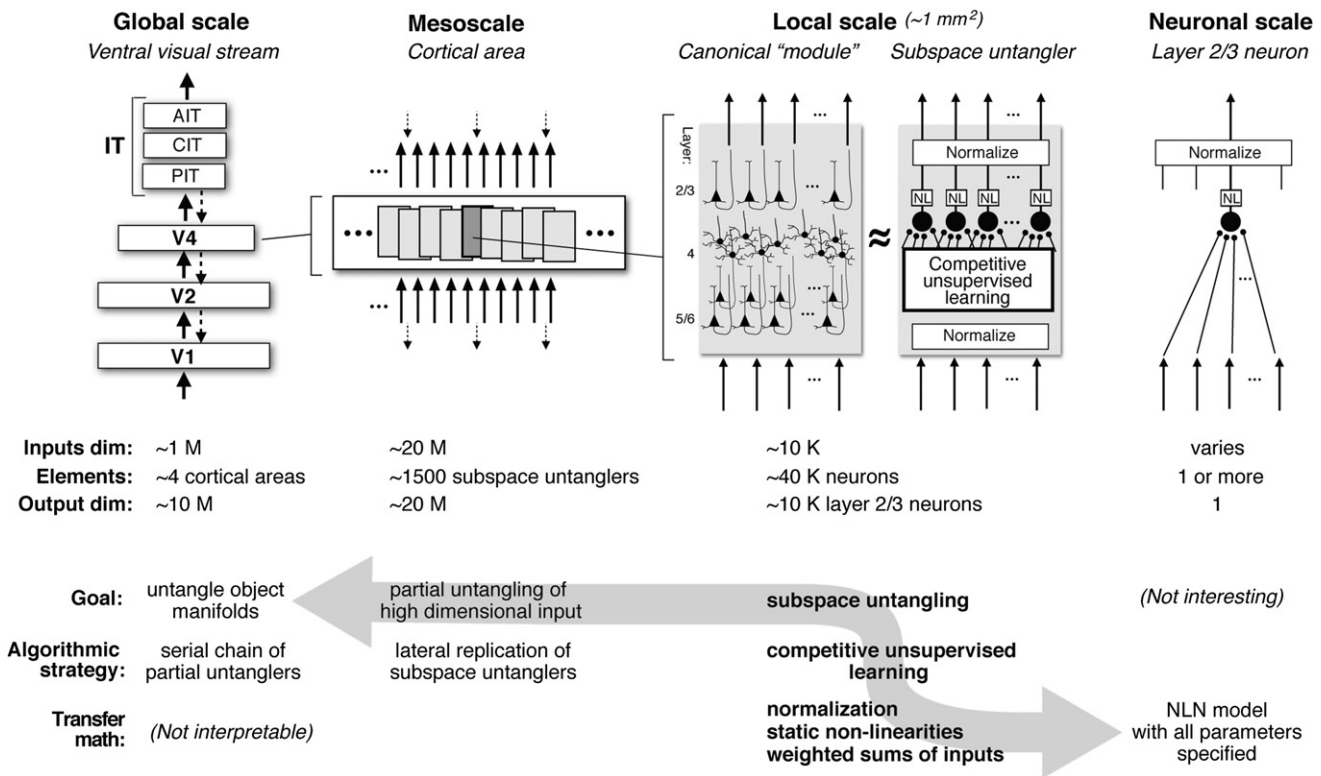 Global scale
Ventral visual stream
Mesoscale
Cortical area
Local scale (~1 mm²)
Canonical “module”
Subspace untangler
Neuronal scale
Layer 2/3 neuron
IT
AIT
CIT
PIT
V4
V2
V1
...
...
•••
•••
...
...
Layer:
2/3
4
5/6
...
...
...
...
...
≈
...
Normalize
...
NL
NL
NL
NL
...
Competitive
unsupervised
learning
Normalize
...
Normalize
NL
...
...
Inputs dim: ~1 M ~20 M ~10 K varies
Elements: ~4 cortical areas ~1500 subspace untanglers ~40 K neurons 1 or more
Output dim: ~10 M ~20 M ~10 K layer 2/3 neurons 1
Goal:
untangle object
manifolds
partial untangling of
high dimensional input
subspace untangling
(Not interesting)
Algorithmic
strategy:
serial chain of
partial untanglers
lateral replication of
subspace untanglers
competitive unsupervised
learning
Transfer
math:
(Not interpretable)
normalization
static non-linearities
weighted sums of inputs
NLN model
with all parameters
specified